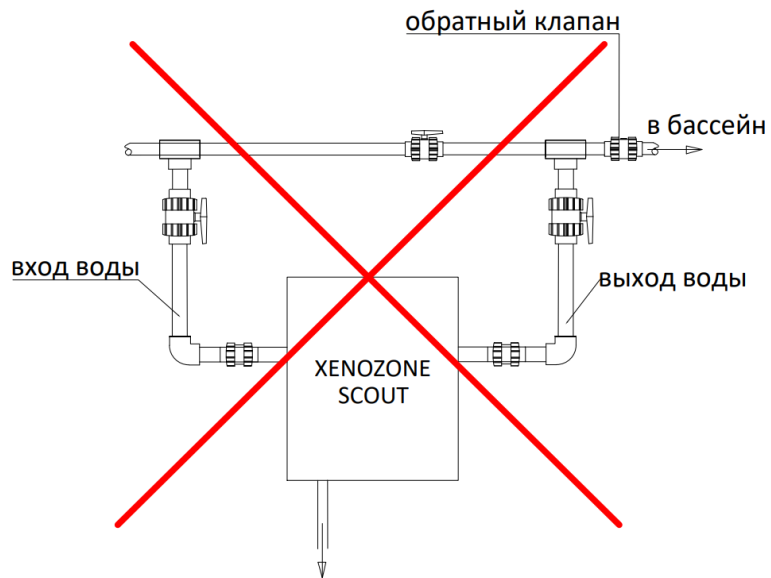 обратный клапан
в бассейн
вход воды
выход воды
XENOZONE
SCOUT